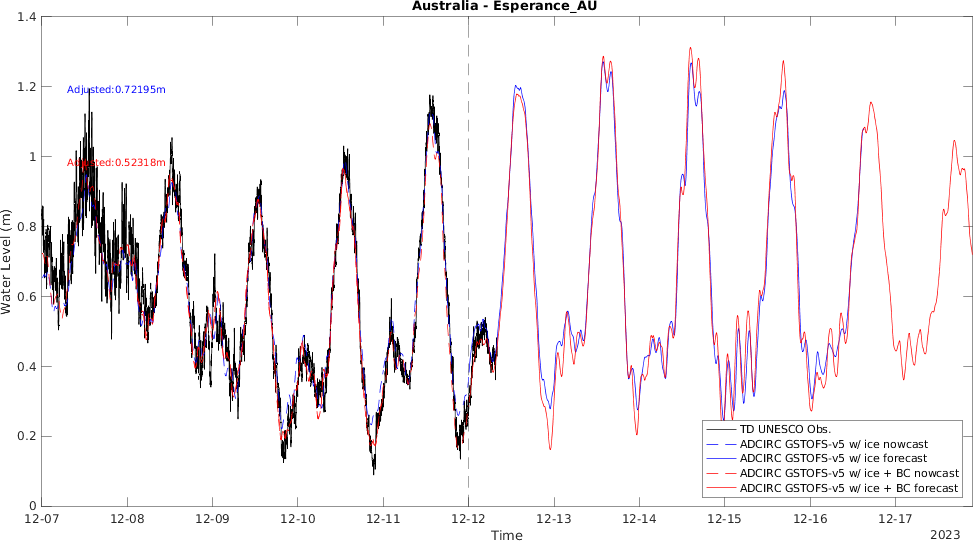 Australia - Esperance_AU
1.4
1.2
1
0.8
0.6
0.4
0.2
0
Water Level (m)
Adjusted:0.72195m
Adjusted:0.52318m
TD UNESCO Obs.
ADCIRC GSTOFS-v5 w/ ice nowcast
ADCIRC GSTOFS-v5 w/ ice forecast
ADCIRC GSTOFS-v5 w/ ice + BC nowcast
ADCIRC GSTOFS-v5 w/ ice + BC forecast
12-07 12-08 12-09 12-10 12-11 12-12 12-13 12-14 12-15 12-16 12-17
Time
2023